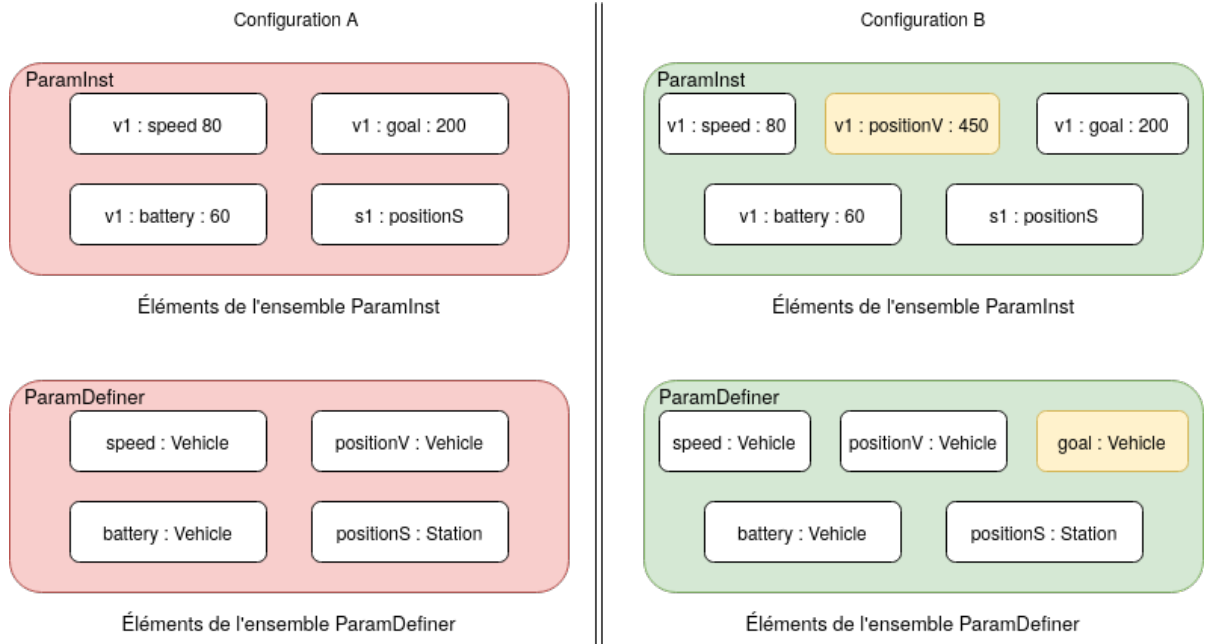 Configuration A
ParamInst
v1 : speed 80
v1 : goal : 200
v1 : battery : 60
s1 : positionS
Éléments de l'ensemble ParamInst
ParamDefiner
speed : Vehicle
positionV : Vehicle
battery : Vehicle
positionS : Station
Éléments de l'ensemble ParamDefiner
Configuration B
ParamInst
v1 : speed : 80
v1 : positionV : 450
v1 : goal : 200
v1 : battery : 60
s1 : positionS
Éléments de l'ensemble ParamInst
ParamDefiner
speed : Vehicle
positionV : Vehicle
goal : Vehicle
battery : Vehicle
positionS : Station
Éléments de l'ensemble ParamDefiner